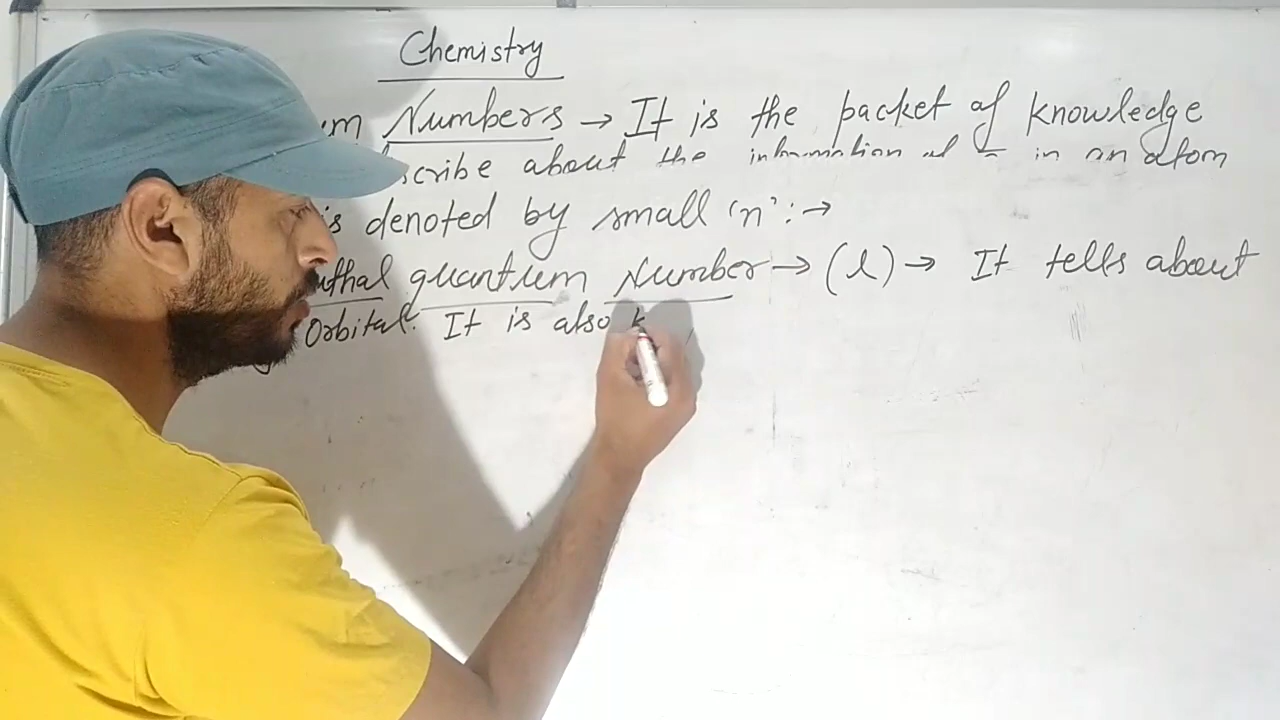 Chemistry
um Numbers → It is the packet of knowledge
scribe about the information of e⁻ in an atom
is denoted by small 'n' :→
uthal quantum Number → (l) → It tells about
Orbital. It is also k